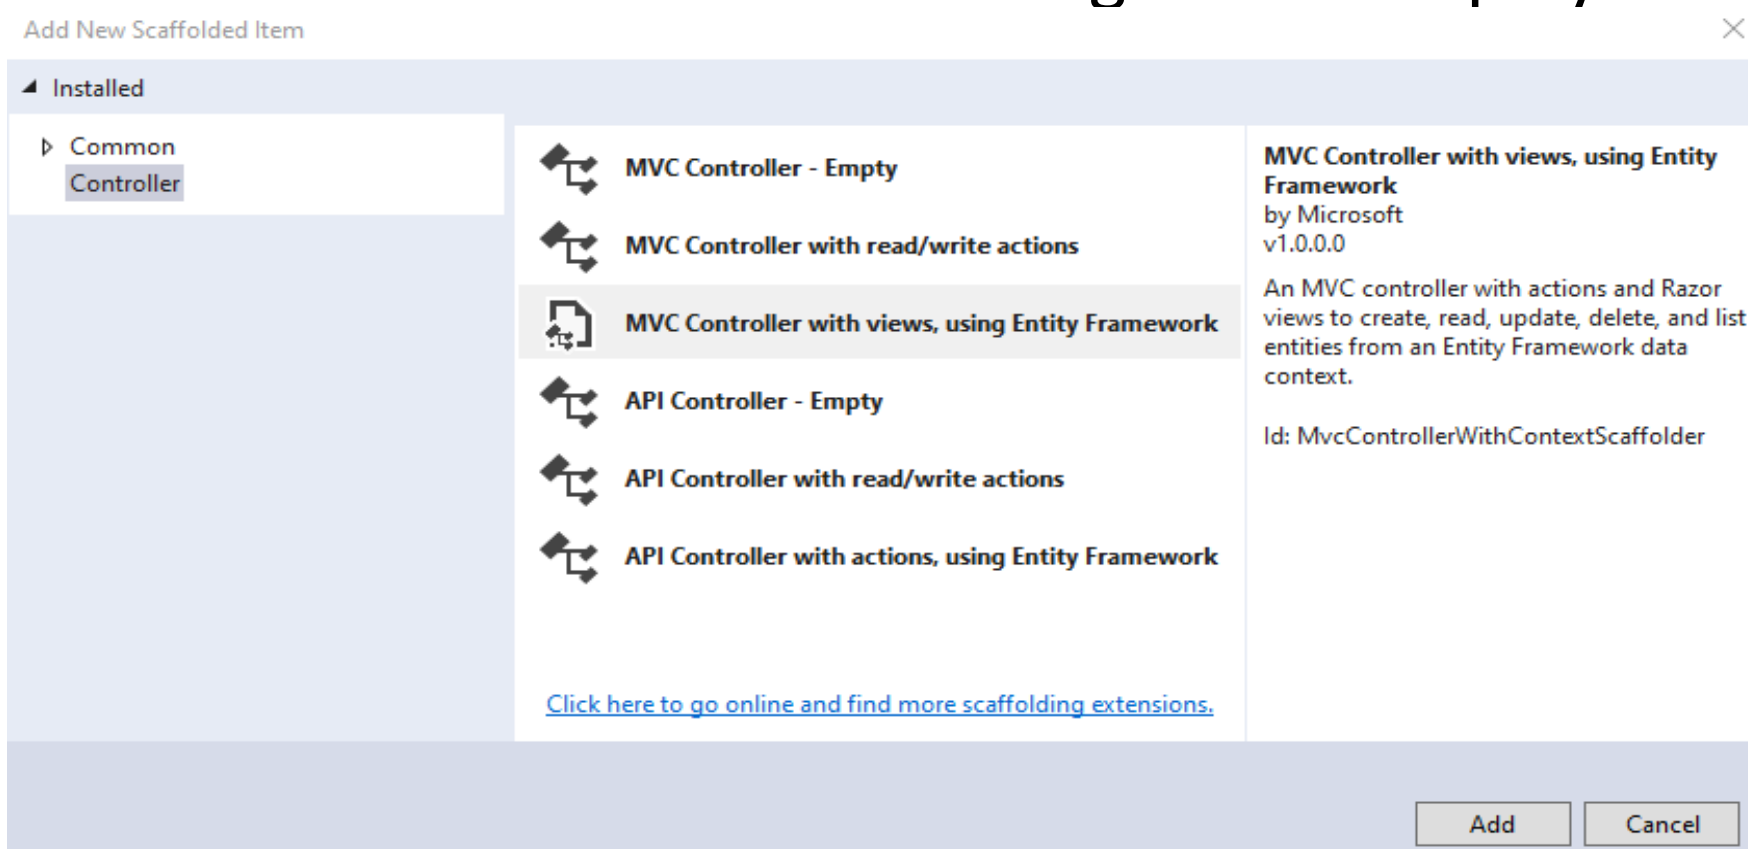 Add New Scaffolded Item
Installed
Common
Controller
MVC Controller - Empty
MVC Controller with read/write actions
MVC Controller with views, using Entity Framework
API Controller - Empty
API Controller with read/write actions
API Controller with actions, using Entity Framework
Click here to go online and find more scaffolding extensions.
MVC Controller with views, using Entity
Framework
by Microsoft
v1.0.0.0
An MVC controller with actions and Razor
views to create, read, update, delete, and list
entities from an Entity Framework data
context.
Id: MvcControllerWithContextScaffolder
Add
Cancel